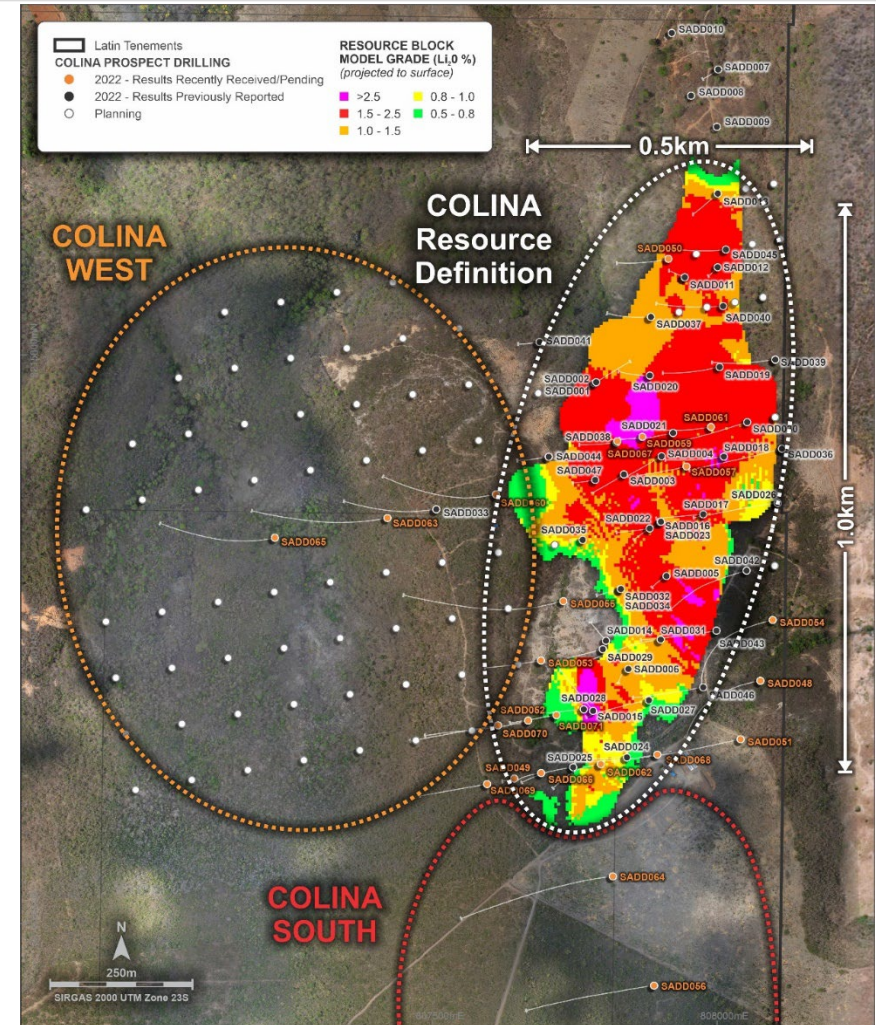 Latin Tenements
COLINA PROSPECT DRILLING
2022 - Results Recently Received/Pending
2022 - Results Previously Reported
Planning
RESOURCE BLOCK
MODEL GRADE (Li₂0 %)
(projected to surface)
>2.5
1.5 - 2.5
1.0 - 1.5
0.8 - 1.0
0.5 - 0.8
SADD010
SADD007
SADD008
SADD009
0.5km
COLINA
Resource
Definition
COLINA
WEST
SADD013
SADD050
SADD045
SADD012
SADD011
SADD040
SADD037
SADD041
SADD039
SADD002
SADD001
SADD020
SADD019
SADD061
SADD021
SADD038
SADD059
SADD067
SADD004
SADD018
SADD036
SADD044
SADD057
SADD047
SADD003
SADD026
SADD033
SADD063
SADD017
SADD022
SADD016
SADD023
SADD065
SADD035
1.0km
SADD042
SADD005
SADD032
SADD034
SADD055
SADD054
SADD014
SADD031
SADD043
SADD029
SADD053
SADD006
SADD048
SADD046
SADD028
SADD027
SADD052
SADD015
SADD071
SADD070
SADD051
SADD024
SADD068
SADD025
SADD049
SADD066
SADD062
SADD069
SADD064
COLINA
SOUTH
N
250m
SIRGAS 2000 UTM Zone 23S
SADD056
807500mE
808000mE